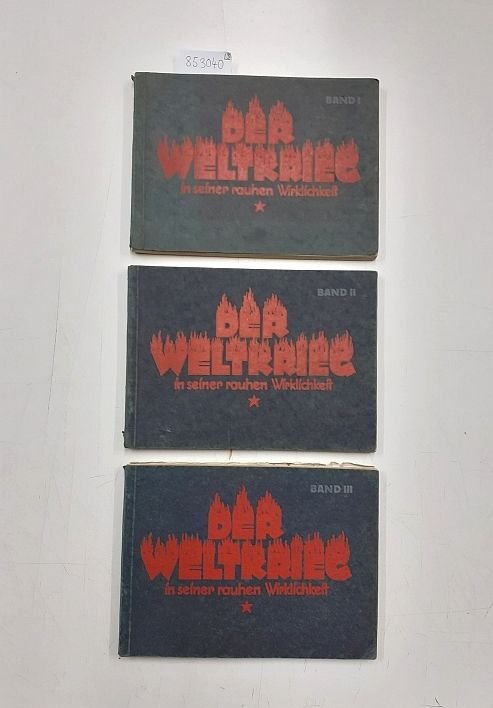 853040
BAND I
DER
WELTKRIEG
in seiner rauhen Wirklichkeit
BAND II
DER
WELTKRIEG
in seiner rauhen Wirklichkeit
BAND III
DER
WELTKRIEG
in seiner rauhen Wirklichkeit